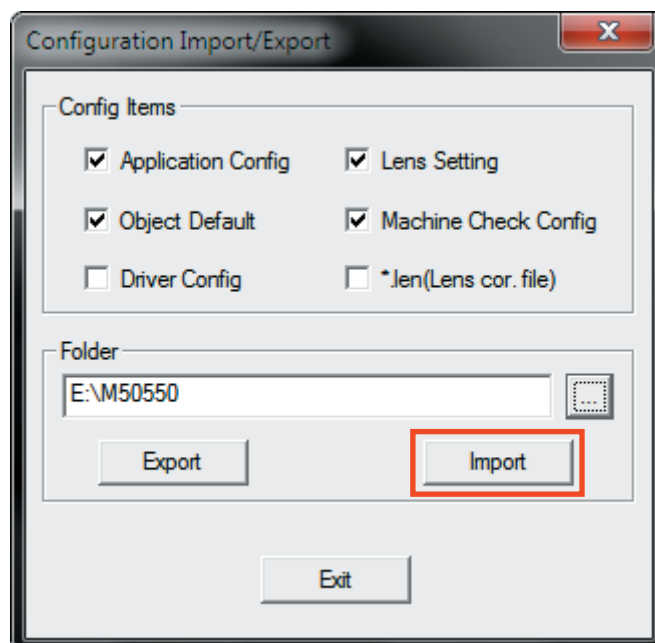 Configuration Import/Export
Config Items
Application Config
Lens Setting
Object Default
Machine Check Config
Driver Config
*.len(Lens cor. file)
Folder
E:\M50550
...
Export
Import
Exit